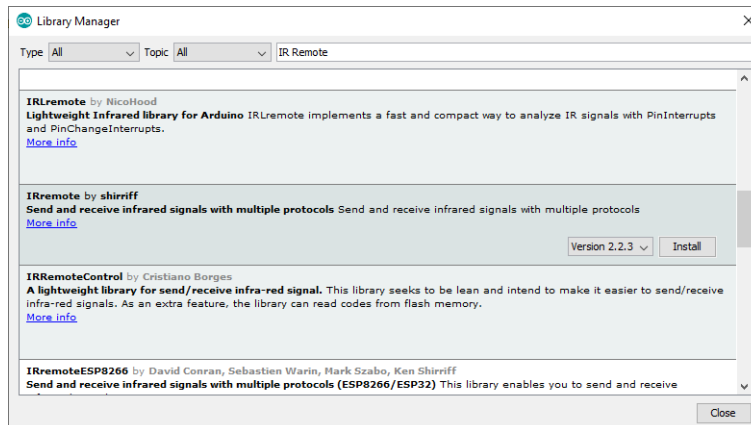 Library Manager
Type All Topic All IR Remote
IRLremote by NicoHood
Lightweight Infrared library for Arduino IRLremote implements a fast and compact way to analyze IR signals with PinInterrupts
and PinChangeInterrupts.
More info
IRremote by shirriff
Send and receive infrared signals with multiple protocols Send and receive infrared signals with multiple protocols
More info
Version 2.2.3 Install
IRRemoteControl by Cristiano Borges
A lightweight library for send/receive infra-red signal. This library seeks to be lean and intend to make it easier to send/receive
infra-red signals. As an extra feature, the library can read codes from flash memory.
More info
IRremoteESP8266 by David Conran, Sebastien Warin, Mark Szabo, Ken Shirriff
Send and receive infrared signals with multiple protocols (ESP8266/ESP32) This library enables you to send and receive
Close